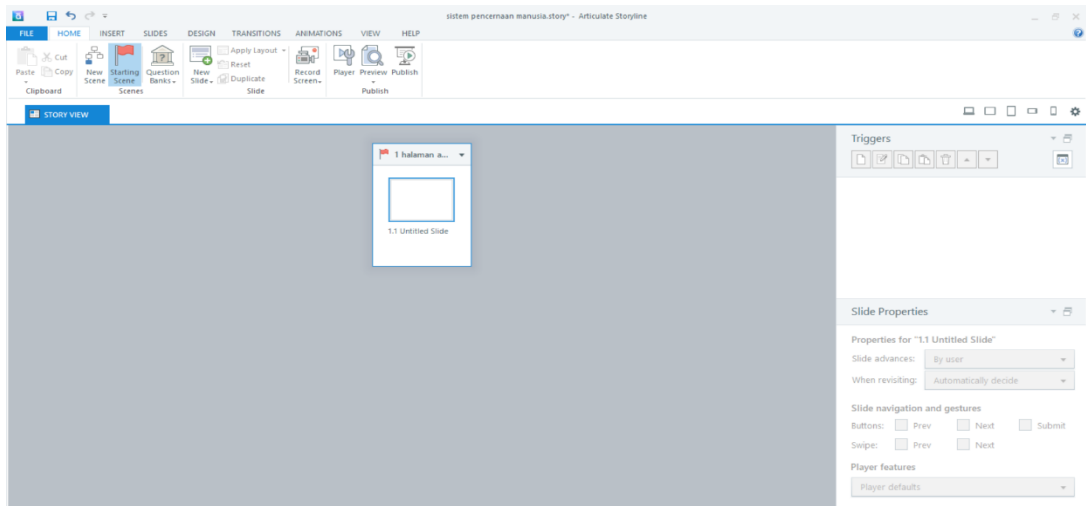 sistem pencernaan manusia.story* - Articulate Storyline
FILE HOME INSERT SLIDES DESIGN TRANSITIONS ANIMATIONS VIEW HELP
Paste
Cut
Copy
Clipboard
New Scene
Starting Scene
Question Banks
Scenes
New Slide
Apply Layout
Reset
Duplicate
Slide
Record Screen
Player Preview Publish
Publish
STORY VIEW
1 halaman a...
1.1 Untitled Slide
Triggers
Slide Properties
Properties for "1.1 Untitled Slide"
Slide advances: By user
When revisiting: Automatically decide
Slide navigation and gestures
Buttons: Prev Next Submit
Swipe: Prev Next
Player features
Player defaults